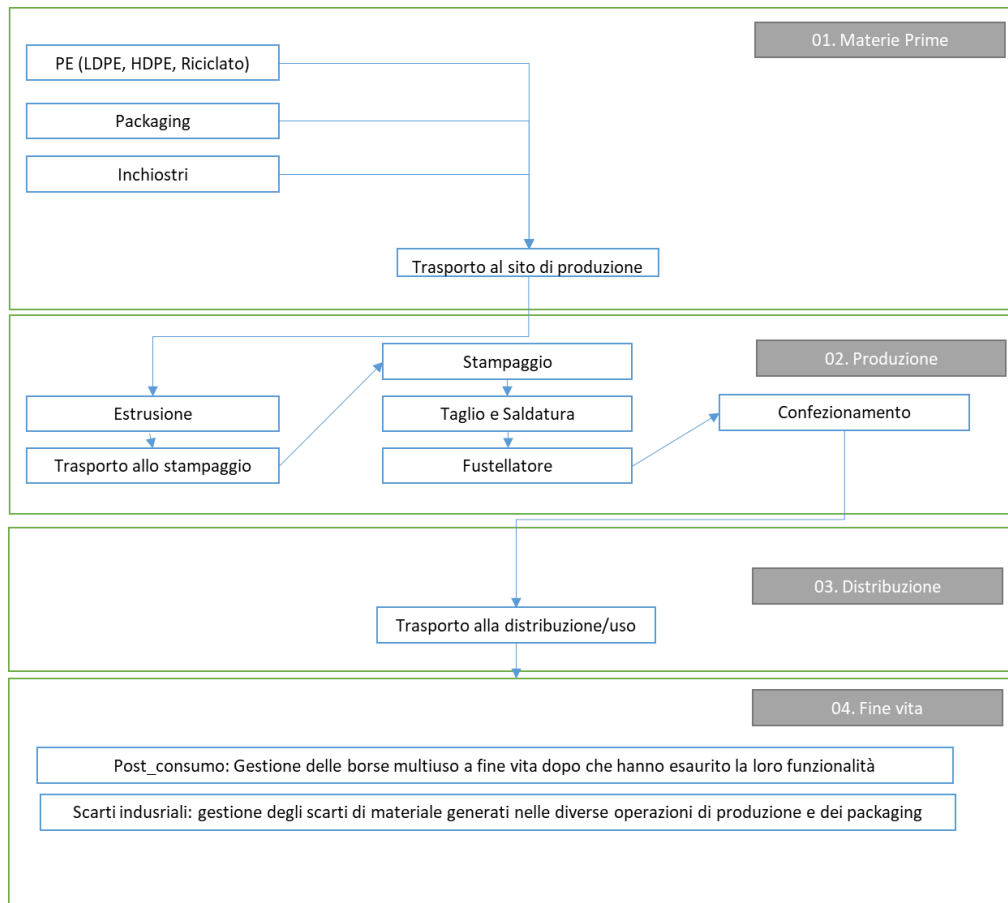 01. Materie Prime
PE (LDPE, HDPE, Riciclato)
Packaging
Inchiostri
Trasporto al sito di produzione
02. Produzione
Estrusione
Trasporto allo stampaggio
Stampaggio
Taglio e Saldatura
Fustellatore
Confezionamento
03. Distribuzione
Trasporto alla distribuzione/uso
04. Fine vita
Post_consumo: Gestione delle borse multiuso a fine vita dopo che hanno esaurito la loro funzionalità
Scarti indusriali: gestione degli scarti di materiale generati nelle diverse operazioni di produzione e dei packaging